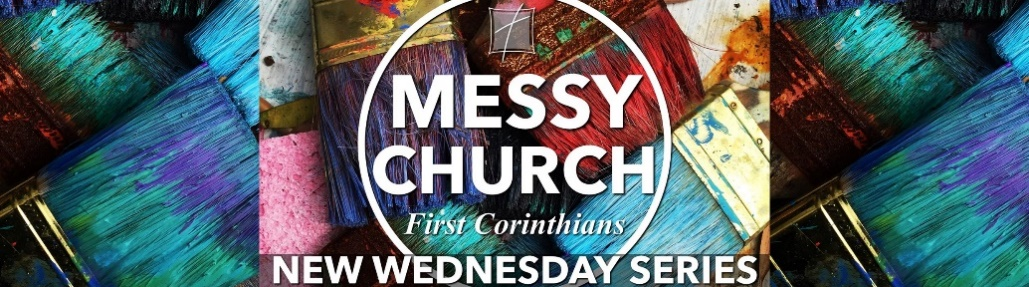 MESSY
CHURCH
First Corinthians
NEW WEDNESDAY SERIES